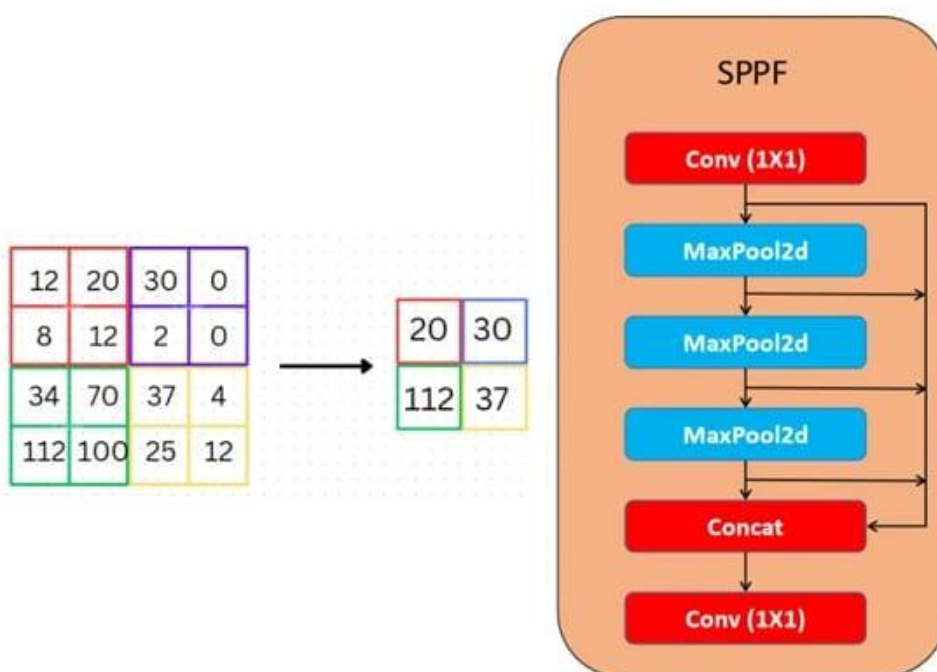 12 20 30 0
8 12 2 0
34 70 37 4
112 100 25 12
20 30
112 37
SPPF
Conv (1X1)
MaxPool2d
MaxPool2d
MaxPool2d
Concat
Conv (1X1)